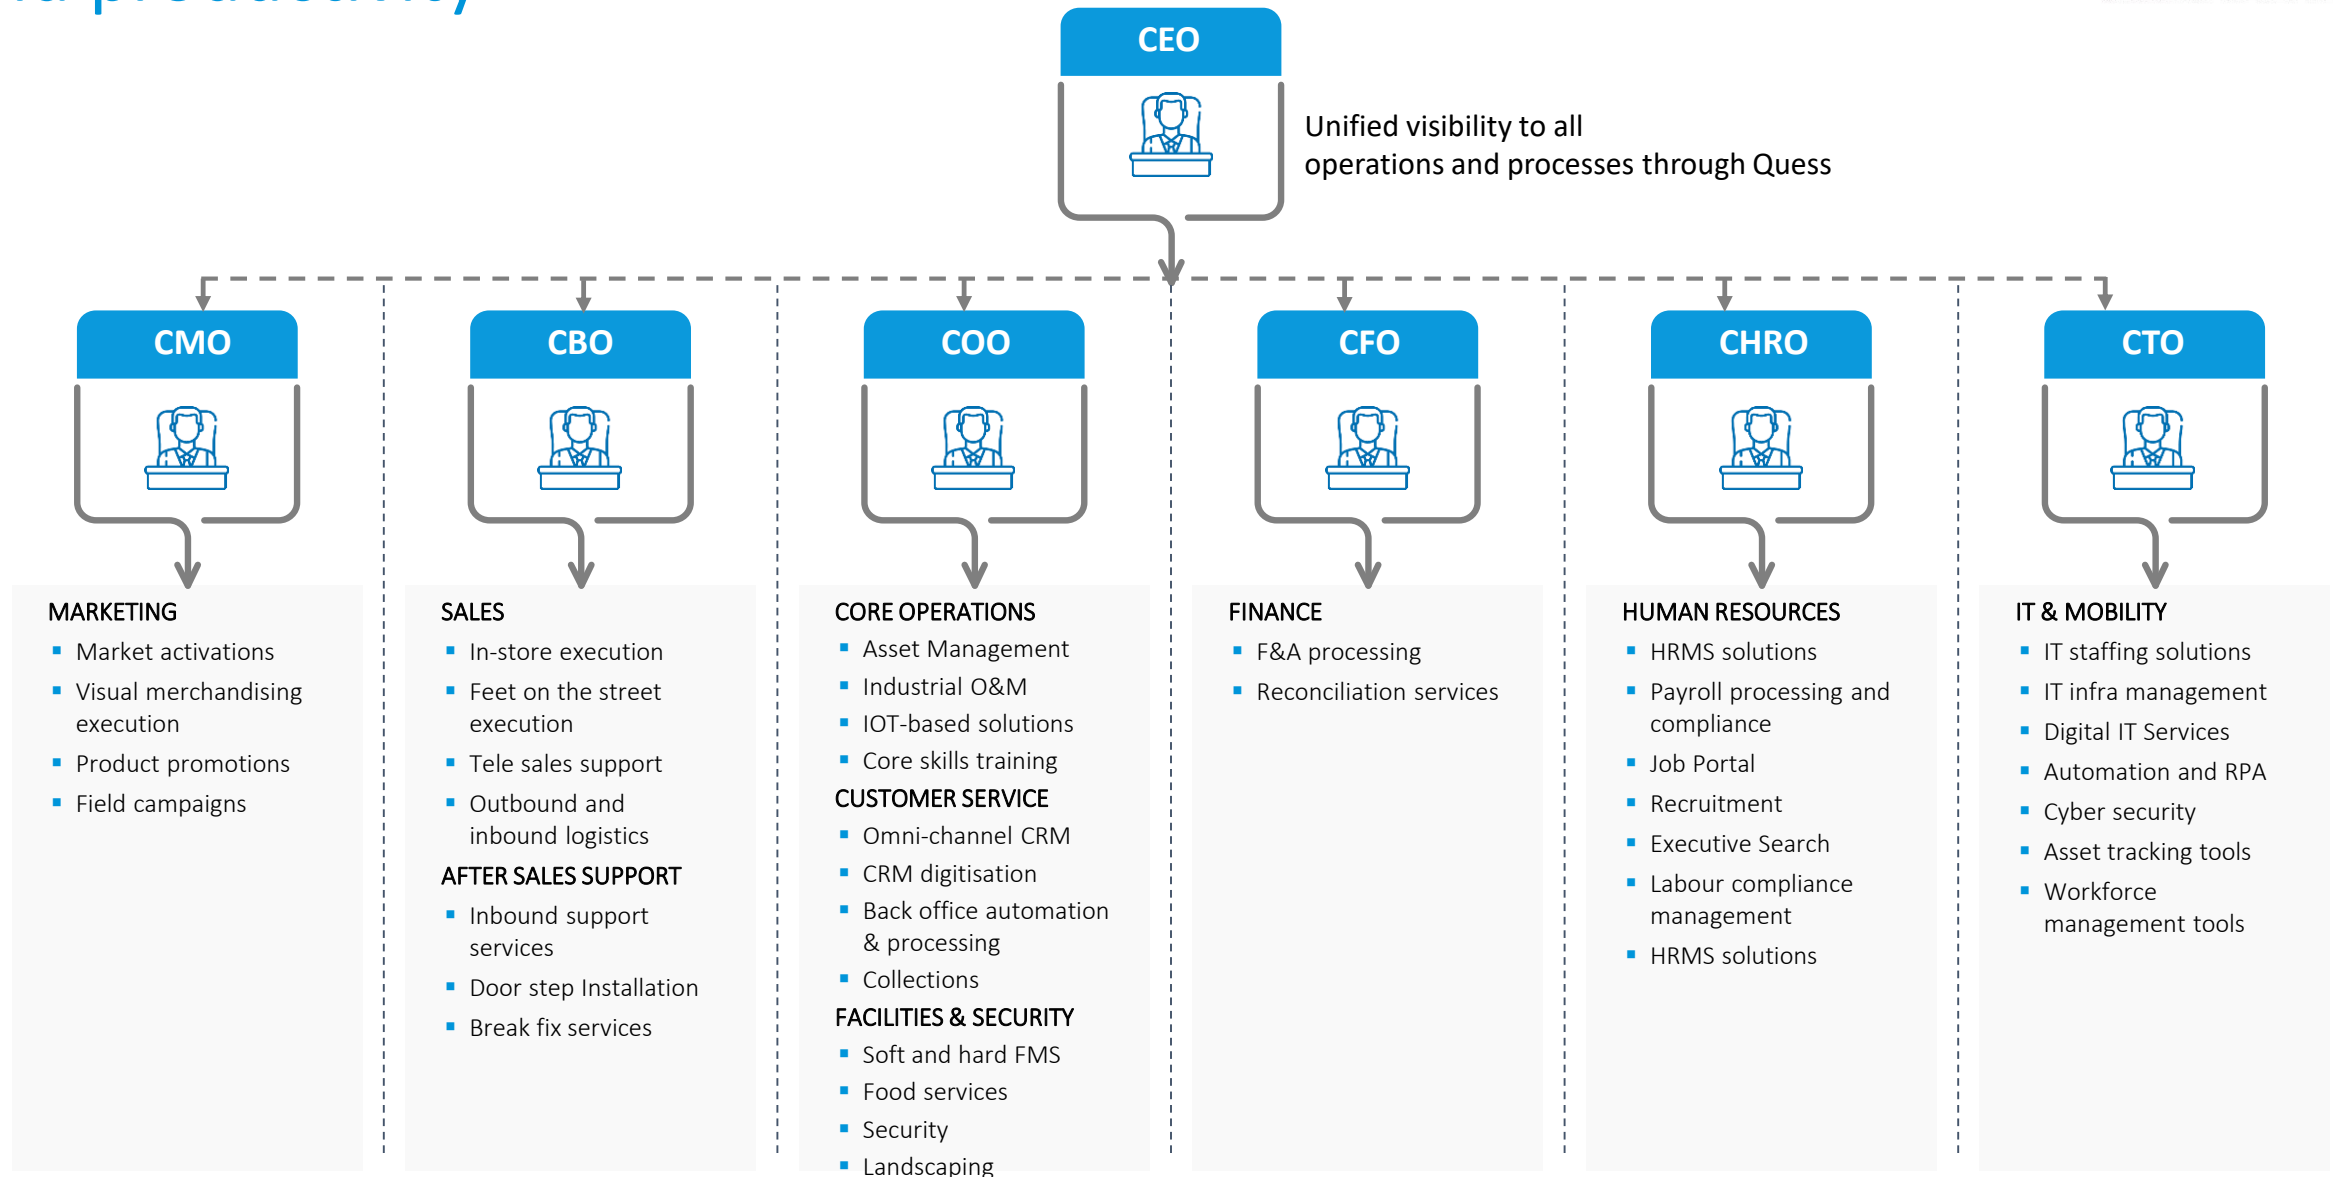 productivity
CEO
Unified visibility to all
operations and processes through Quess
CMO
CBO
COO
CFO
CHRO
CTO
MARKETING
Market activations
Visual merchandising
execution
Product promotions
Field campaigns
SALES
In-store execution
Feet on the street
execution
Tele sales support
Outbound and
inbound logistics
AFTER SALES SUPPORT
Inbound support
services
Door step Installation
Break fix services
CORE OPERATIONS
Asset Management
Industrial O&M
IOT-based solutions
Core skills training
CUSTOMER SERVICE
Omni-channel CRM
CRM digitisation
Back office automation
& processing
Collections
FACILITIES & SECURITY
Soft and hard FMS
Food services
Security
Landscaping
FINANCE
F&A processing
Reconciliation services
HUMAN RESOURCES
HRMS solutions
Payroll processing and
compliance
Job Portal
Recruitment
Executive Search
Labour compliance
management
HRMS solutions
IT & MOBILITY
IT staffing solutions
IT infra management
Digital IT Services
Automation and RPA
Cyber security
Asset tracking tools
Workforce
management tools